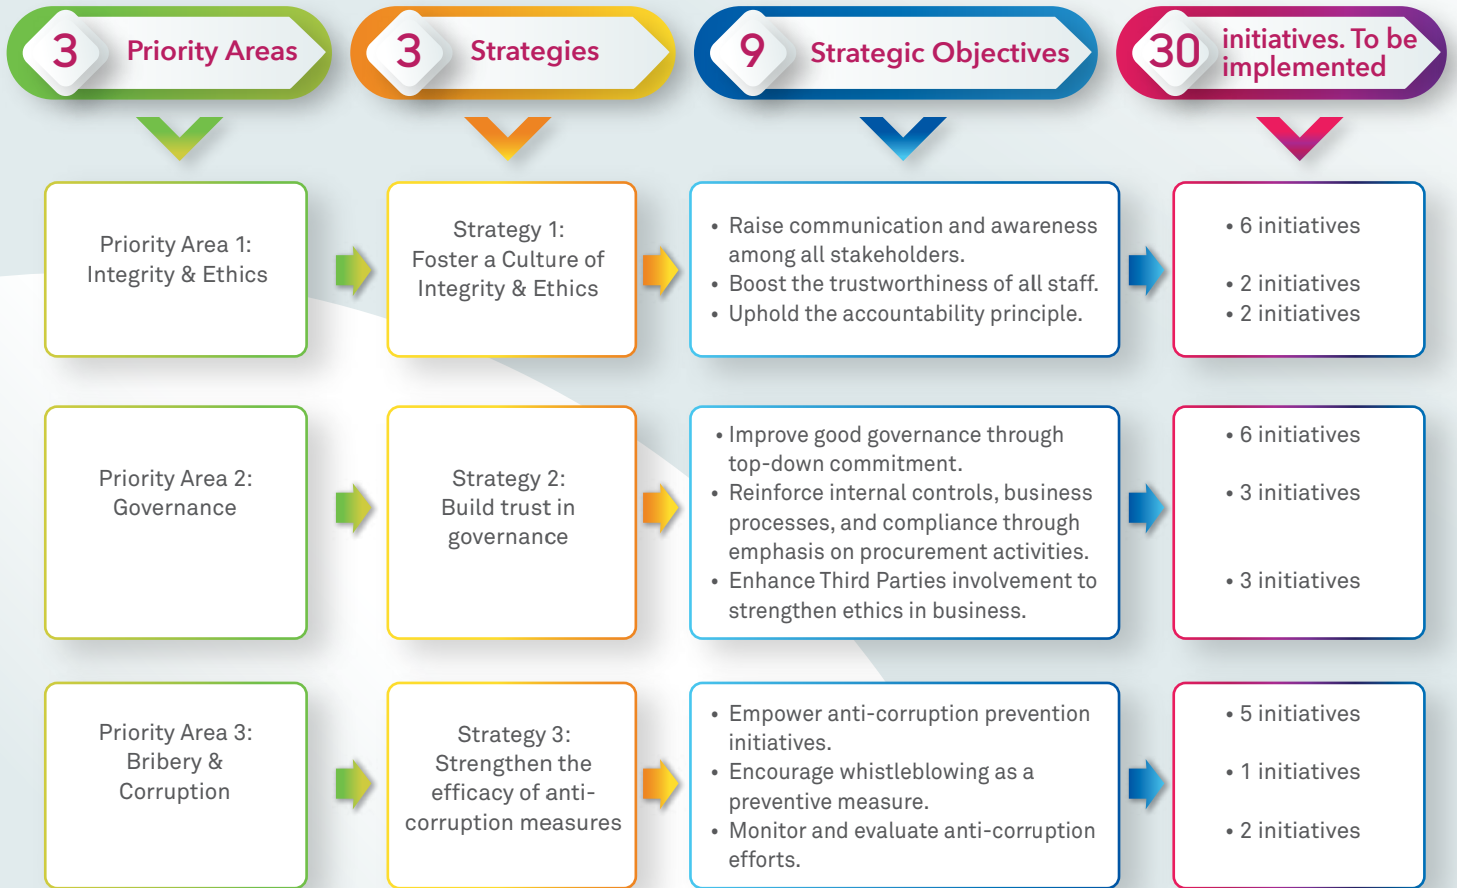 3 Priority Areas
3 Strategies
9 Strategic Objectives
30 initiatives. To be
implemented
Priority Area 1:
Integrity & Ethics
Strategy 1:
Foster a Culture of
Integrity & Ethics
• Raise communication and awareness
among all stakeholders.
• Boost the trustworthiness of all staff.
• Uphold the accountability principle.
• 6 initiatives
• 2 initiatives
• 2 initiatives
Priority Area 2:
Governance
Strategy 2:
Build trust in
governance
• Improve good governance through
top-down commitment.
• Reinforce internal controls, business
processes, and compliance through
emphasis on procurement activities.
• Enhance Third Parties involvement to
strengthen ethics in business.
• 6 initiatives
• 3 initiatives
• 3 initiatives
Priority Area 3:
Bribery &
Corruption
Strategy 3:
Strengthen the
efficacy of anti-
corruption measures
• Empower anti-corruption prevention
initiatives.
• Encourage whistleblowing as a
preventive measure.
• Monitor and evaluate anti-corruption
efforts.
• 5 initiatives
• 1 initiatives
• 2 initiatives